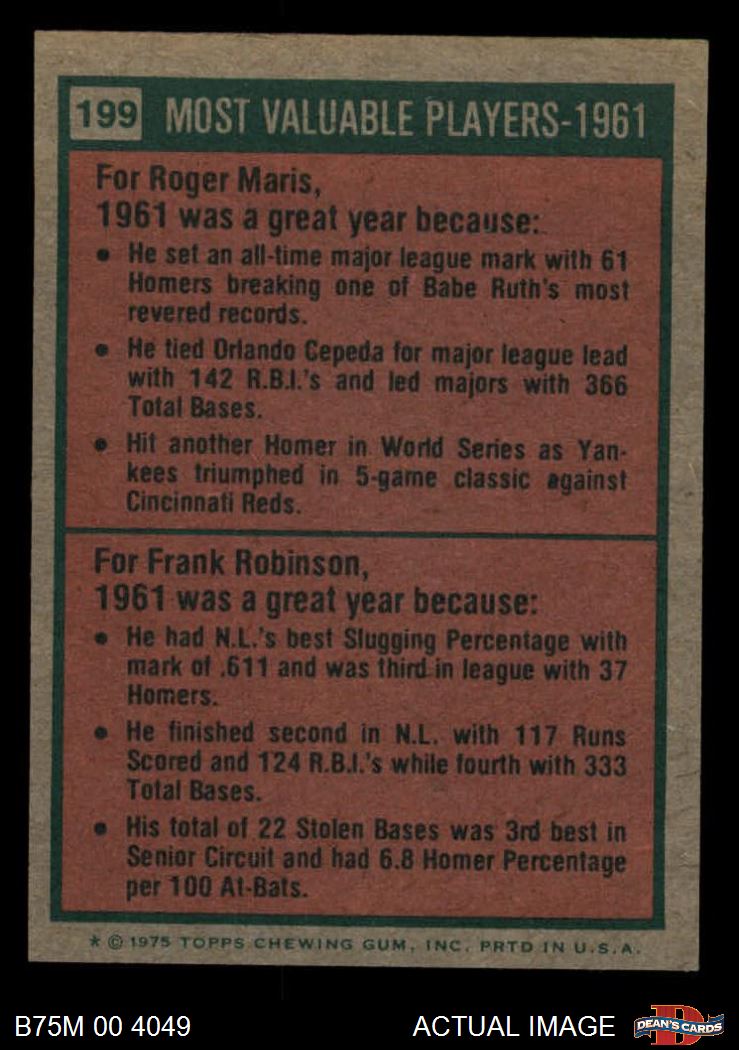 199 MOST VALUABLE PLAYERS-1961
For Roger Maris,
1961 was a great year because:
• He set an all-time major league mark with 61
Homers breaking one of Babe Ruth's most
revered records.
• He tied Orlando Cepeda for major league lead
with 142 R.B.I.'s and led majors with 366
Total Bases.
• Hit another Homer in World Series as Yan-
kees triumphed in 5-game classic against
Cincinnati Reds.
For Frank Robinson,
1961 was a great year because:
• He had N.L.'s best Slugging Percentage with
mark of .611 and was third in league with 37
Homers.
• He finished second in N.L. with 117 Runs
Scored and 124 R.B.I.'s while fourth with 333
Total Bases.
• His total of 22 Stolen Bases was 3rd best in
Senior Circuit and had 6.8 Homer Percentage
per 100 At-Bats.
* © 1975 TOPPS CHEWING GUM, INC. PRTD IN U.S.A.
B75M 00 4049 ACTUAL IMAGE D DEAN'S CARDS